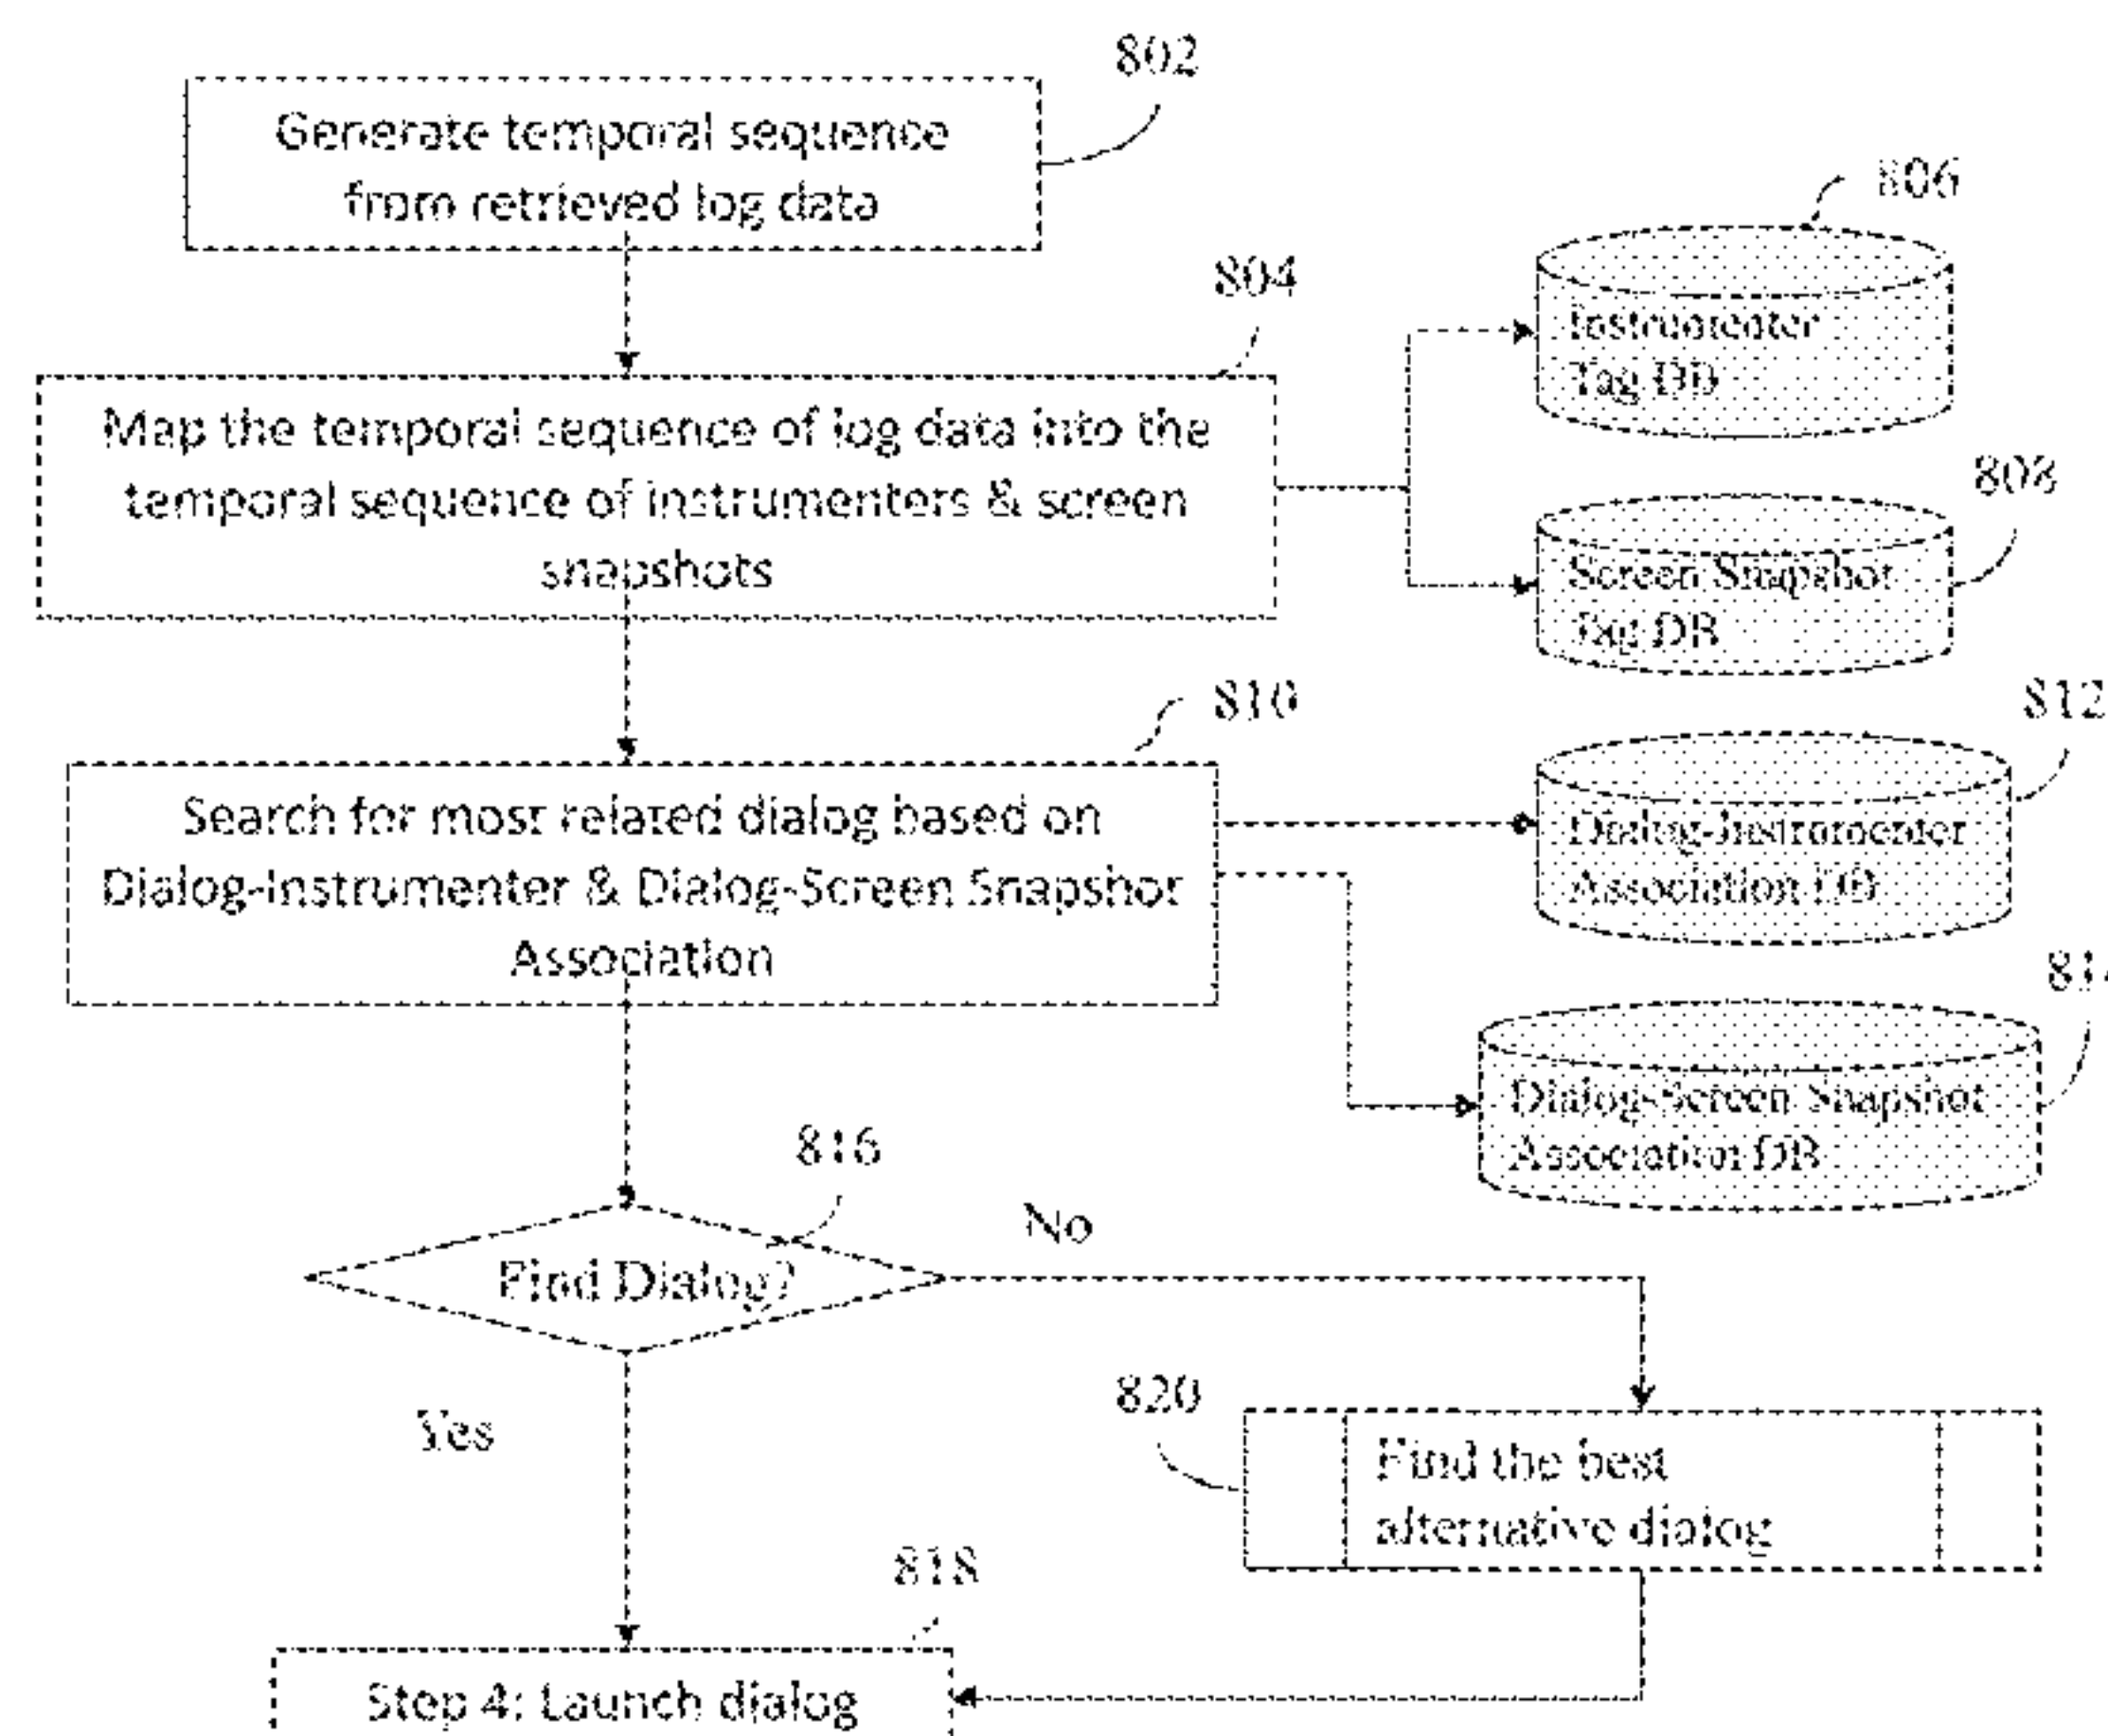 802
Generate temporal sequence
from retrieved log data
806
804
Instrumenter
Tag DB
Map the temporal sequence of log data into the
temporal sequence of instrumenters & screen
snapshots
808
Screen Snapshot
Tag DB
810
812
Search for most related dialog based on
Dialog-Instrumenter & Dialog-Screen Snapshor
Association
Dialog-Instrumenter
Association DB
814
Dialog-Screen Snapshot
Association DB
816
No
Find Dialog?
820
Yes
Find the best
alternative dialog
818
Step 4: Launch dialog